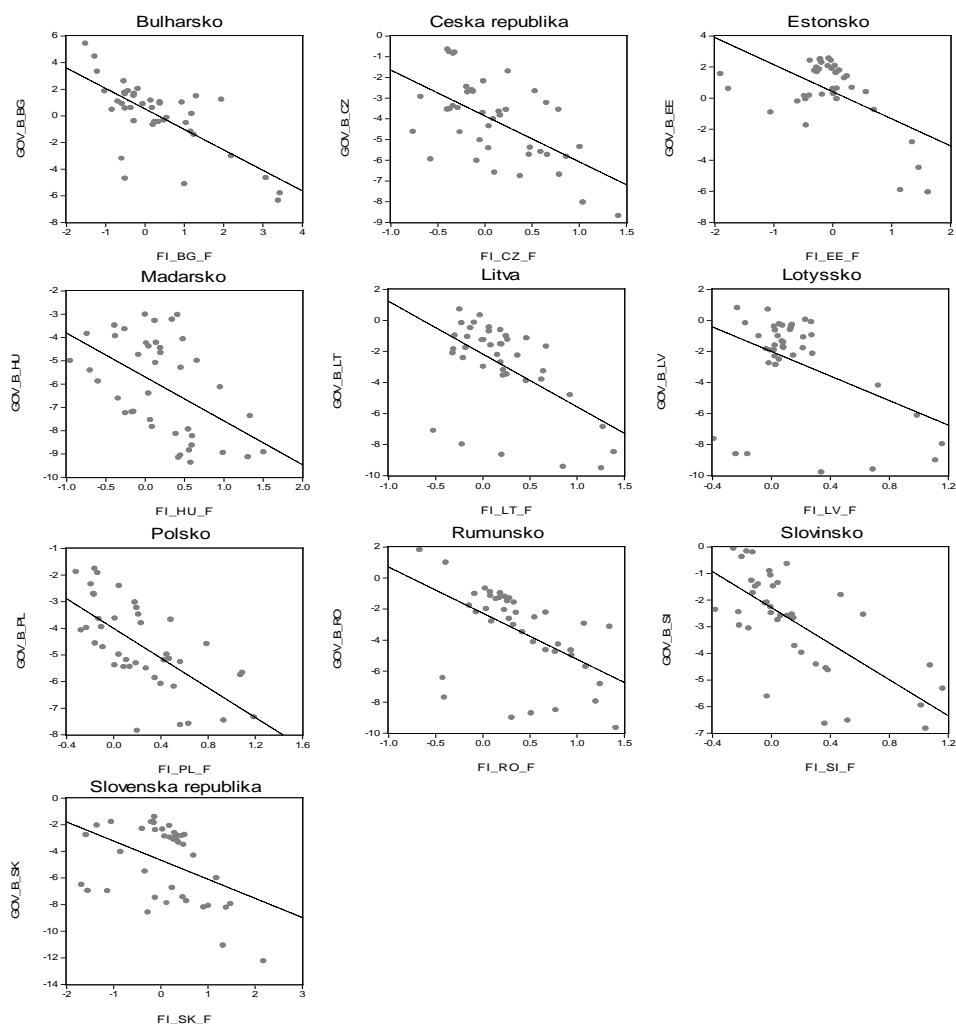 Bulharsko
6
4
2
0
-2
-4
-6
-8
-2 -1 0 1 2 3 4
GOV_B_BG
FI_BG_F
Ceska republika
0
-1
-2
-3
-4
-5
-6
-7
-8
-9
-1.0 -0.5 0.0 0.5 1.0 1.5
GOV_B_CZ
FI_CZ_F
Estonsko
4
2
0
-2
-4
-6
-8
-2 -1 0 1 2
GOV_B_EE
FI_EE_F
Madarsko
-2
-3
-4
-5
-6
-7
-8
-9
-10
-1.0 -0.5 0.0 0.5 1.0 1.5 2.0
GOV_B_HU
FI_HU_F
Litva
2
0
-2
-4
-6
-8
-10
-1.0 -0.5 0.0 0.5 1.0 1.5
GOV_B_LT
FI_LT_F
Lotyssko
2
0
-2
-4
-6
-8
-10
-0.4 0.0 0.4 0.8 1.2
GOV_B_LV
FI_LV_F
Polsko
-1
-2
-3
-4
-5
-6
-7
-8
-0.4 0.0 0.4 0.8 1.2 1.6
GOV_B_PL
FI_PL_F
Rumunsko
2
0
-2
-4
-6
-8
-10
-1.0 -0.5 0.0 0.5 1.0 1.5
GOV_B_RO
FI_RO_F
Slovinsko
0
-1
-2
-3
-4
-5
-6
-7
-0.4 0.0 0.4 0.8 1.2
GOV_B_SI
FI_SI_F
Slovenska republika
0
-2
-4
-6
-8
-10
-12
-14
-2 -1 0 1 2 3
GOV_B_SK
FI_SK_F